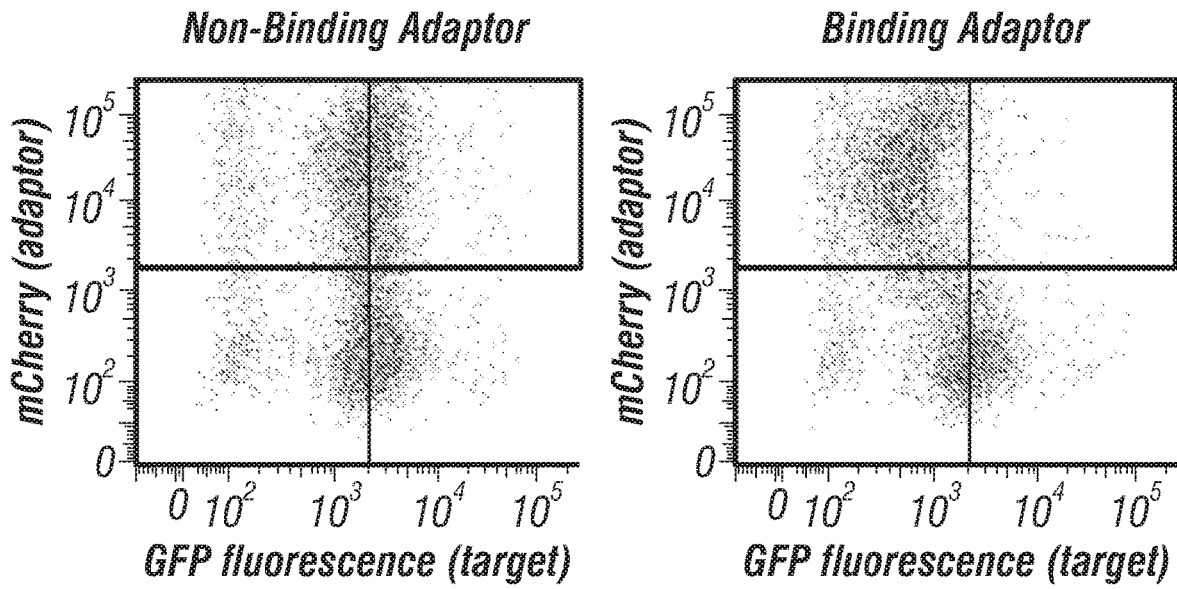 Non-Binding Adaptor
Binding Adaptor
mCherry (adaptor)
10^5
10^4
10^3
10^2
0
0 10^2 10^3 10^4 10^5
GFP fluorescence (target)
mCherry (adaptor)
10^5
10^4
10^3
10^2
0
0 10^2 10^3 10^4 10^5
GFP fluorescence (target)